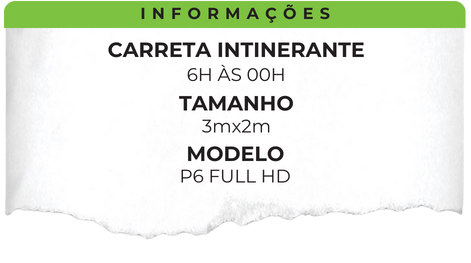 INFORMAÇÕES
CARRETA INTINERANTE
6H ÀS 00H
TAMANHO
3mx2m
MODELO
P6 FULL HD